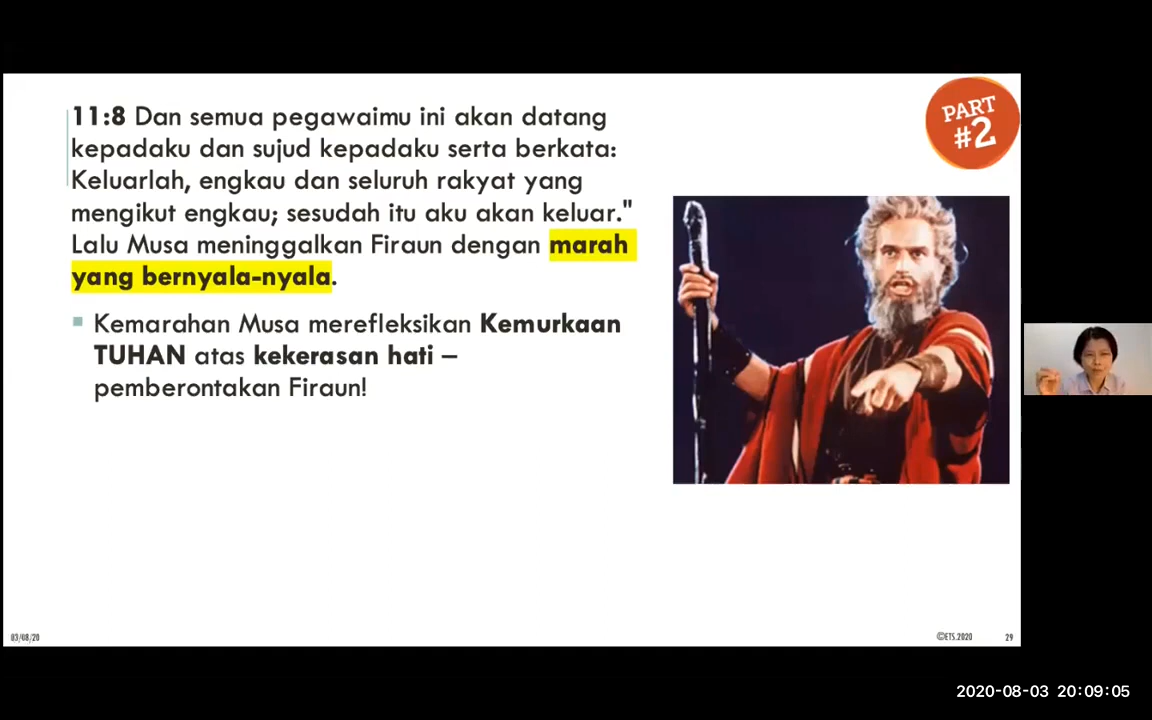 11:8 Dan semua pegawaimu ini akan datang
kepadaku dan sujud kepadaku serta berkata:
Keluarlah, engkau dan seluruh rakyat yang
mengikut engkau; sesudah itu aku akan keluar."
Lalu Musa meninggalkan Firaun dengan marah
yang bernyala-nyala.
Kemarahan Musa merefleksikan Kemurkaan
TUHAN atas kekerasan hati –
pemberontakan Firaun!
PART
#2
03/08/20
©ETS.2020
29
2020-08-03 20:09:05